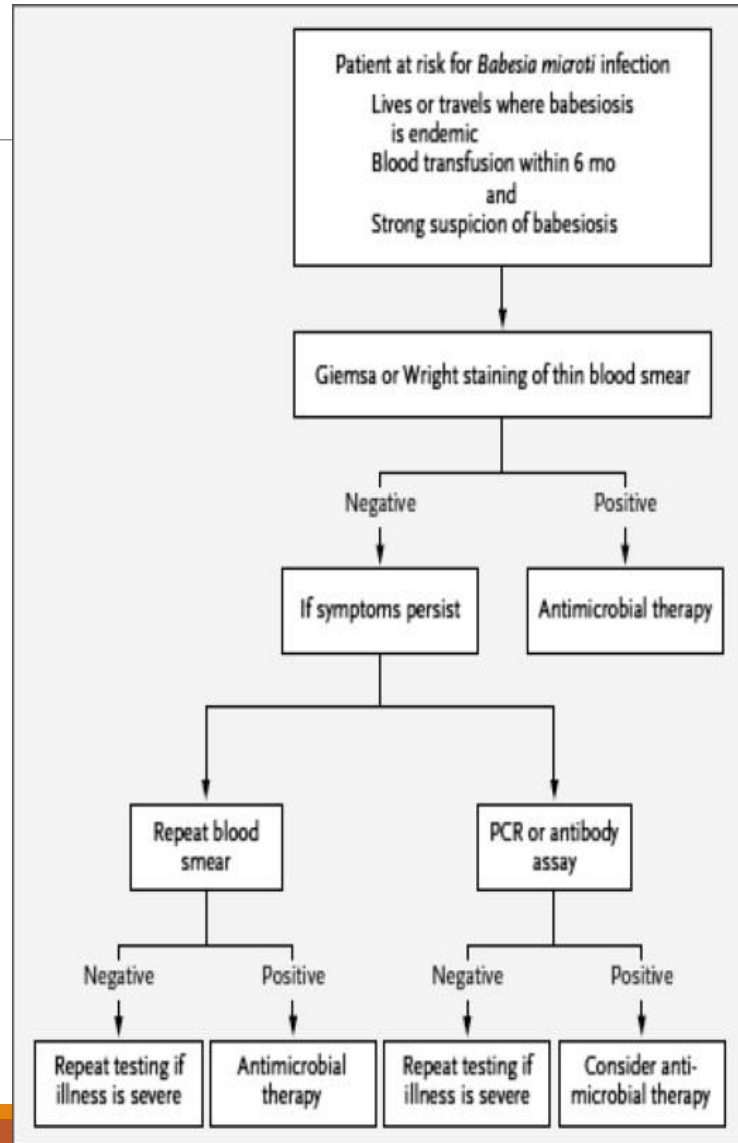 Patient at risk for Babesia microti infection
Lives or travels where babesiosis
is endemic
Blood transfusion within 6 mo
and
Strong suspicion of babesiosis
Giemsa or Wright staining of thin blood smear
Negative
Positive
If symptoms persist
Antimicrobial therapy
Repeat blood
smear
PCR or antibody
assay
Negative
Positive
Negative
Positive
Repeat testing if
illness is severe
Antimicrobial
therapy
Repeat testing if
illness is severe
Consider anti-
microbial therapy